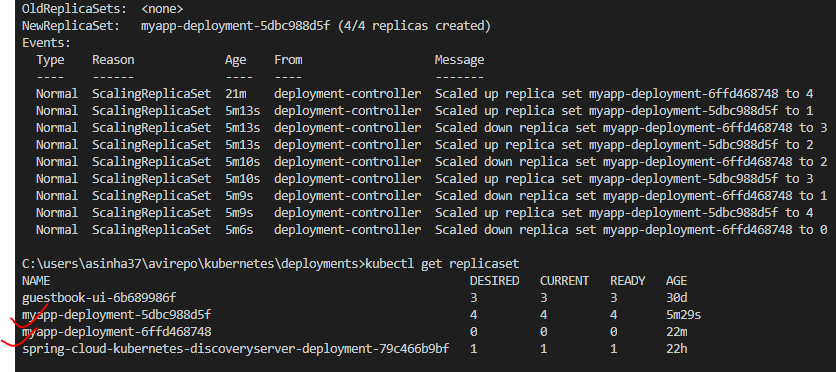 OldReplicaSets:  <none>
NewReplicaSet:   myapp-deployment-5dbc988d5f (4/4 replicas created)
Events:
  Type    Reason             Age    From                   Message
  ----    ------             ----   ----                   -------
  Normal  ScalingReplicaSet  21m    deployment-controller  Scaled up replica set myapp-deployment-6ffd468748 to 4
  Normal  ScalingReplicaSet  5m13s  deployment-controller  Scaled up replica set myapp-deployment-5dbc988d5f to 1
  Normal  ScalingReplicaSet  5m13s  deployment-controller  Scaled down replica set myapp-deployment-6ffd468748 to 3
  Normal  ScalingReplicaSet  5m13s  deployment-controller  Scaled up replica set myapp-deployment-5dbc988d5f to 2
  Normal  ScalingReplicaSet  5m10s  deployment-controller  Scaled down replica set myapp-deployment-6ffd468748 to 2
  Normal  ScalingReplicaSet  5m10s  deployment-controller  Scaled up replica set myapp-deployment-5dbc988d5f to 3
  Normal  ScalingReplicaSet  5m9s   deployment-controller  Scaled down replica set myapp-deployment-6ffd468748 to 1
  Normal  ScalingReplicaSet  5m9s   deployment-controller  Scaled up replica set myapp-deployment-5dbc988d5f to 4
  Normal  ScalingReplicaSet  5m6s   deployment-controller  Scaled down replica set myapp-deployment-6ffd468748 to 0
C:\users\asinha37\avirepo\kubernetes\deployments>kubectl get replicaset
NAME                                                     DESIRED   CURRENT   READY   AGE
guestbook-ui-6b689986f                                   3         3         3       30d
myapp-deployment-5dbc988d5f                              4         4         4       5m29s
myapp-deployment-6ffd468748                              0         0         0       22m
spring-cloud-kubernetes-discoveryserver-deployment-79c466b9bf   1         1         1       22h